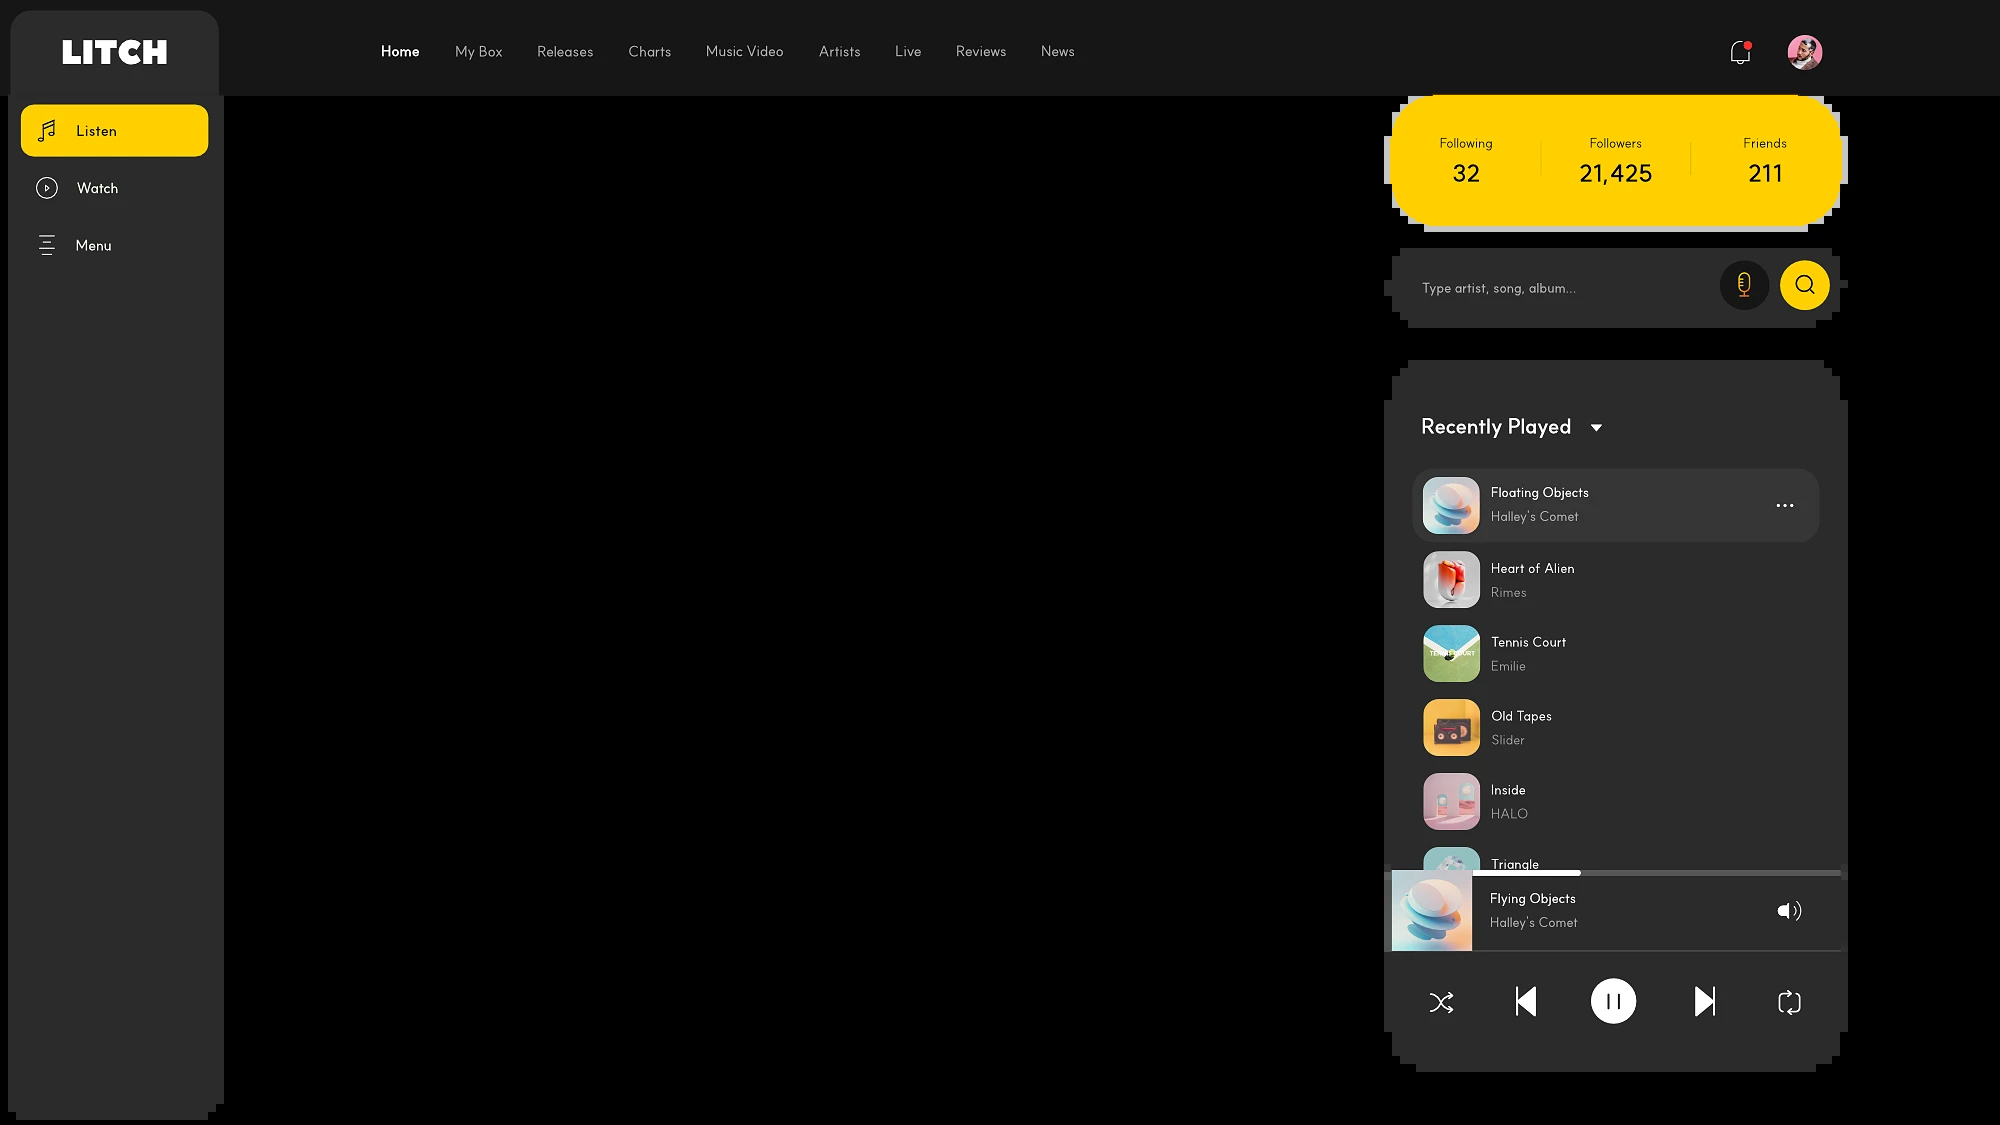 LITCH
Home My Box Releases Charts Music Video Artists Live Reviews News
Listen
Watch
Menu
Following Followers Friends
32 21,425 211
Type artist, song, album...
Recently Played
Floating Objects
Halley's Comet
Heart of Alien
Rimes
Tennis Court
Emilie
Old Tapes
Slider
Inside
HALO
Triangle
Flying Objects
Halley's Comet